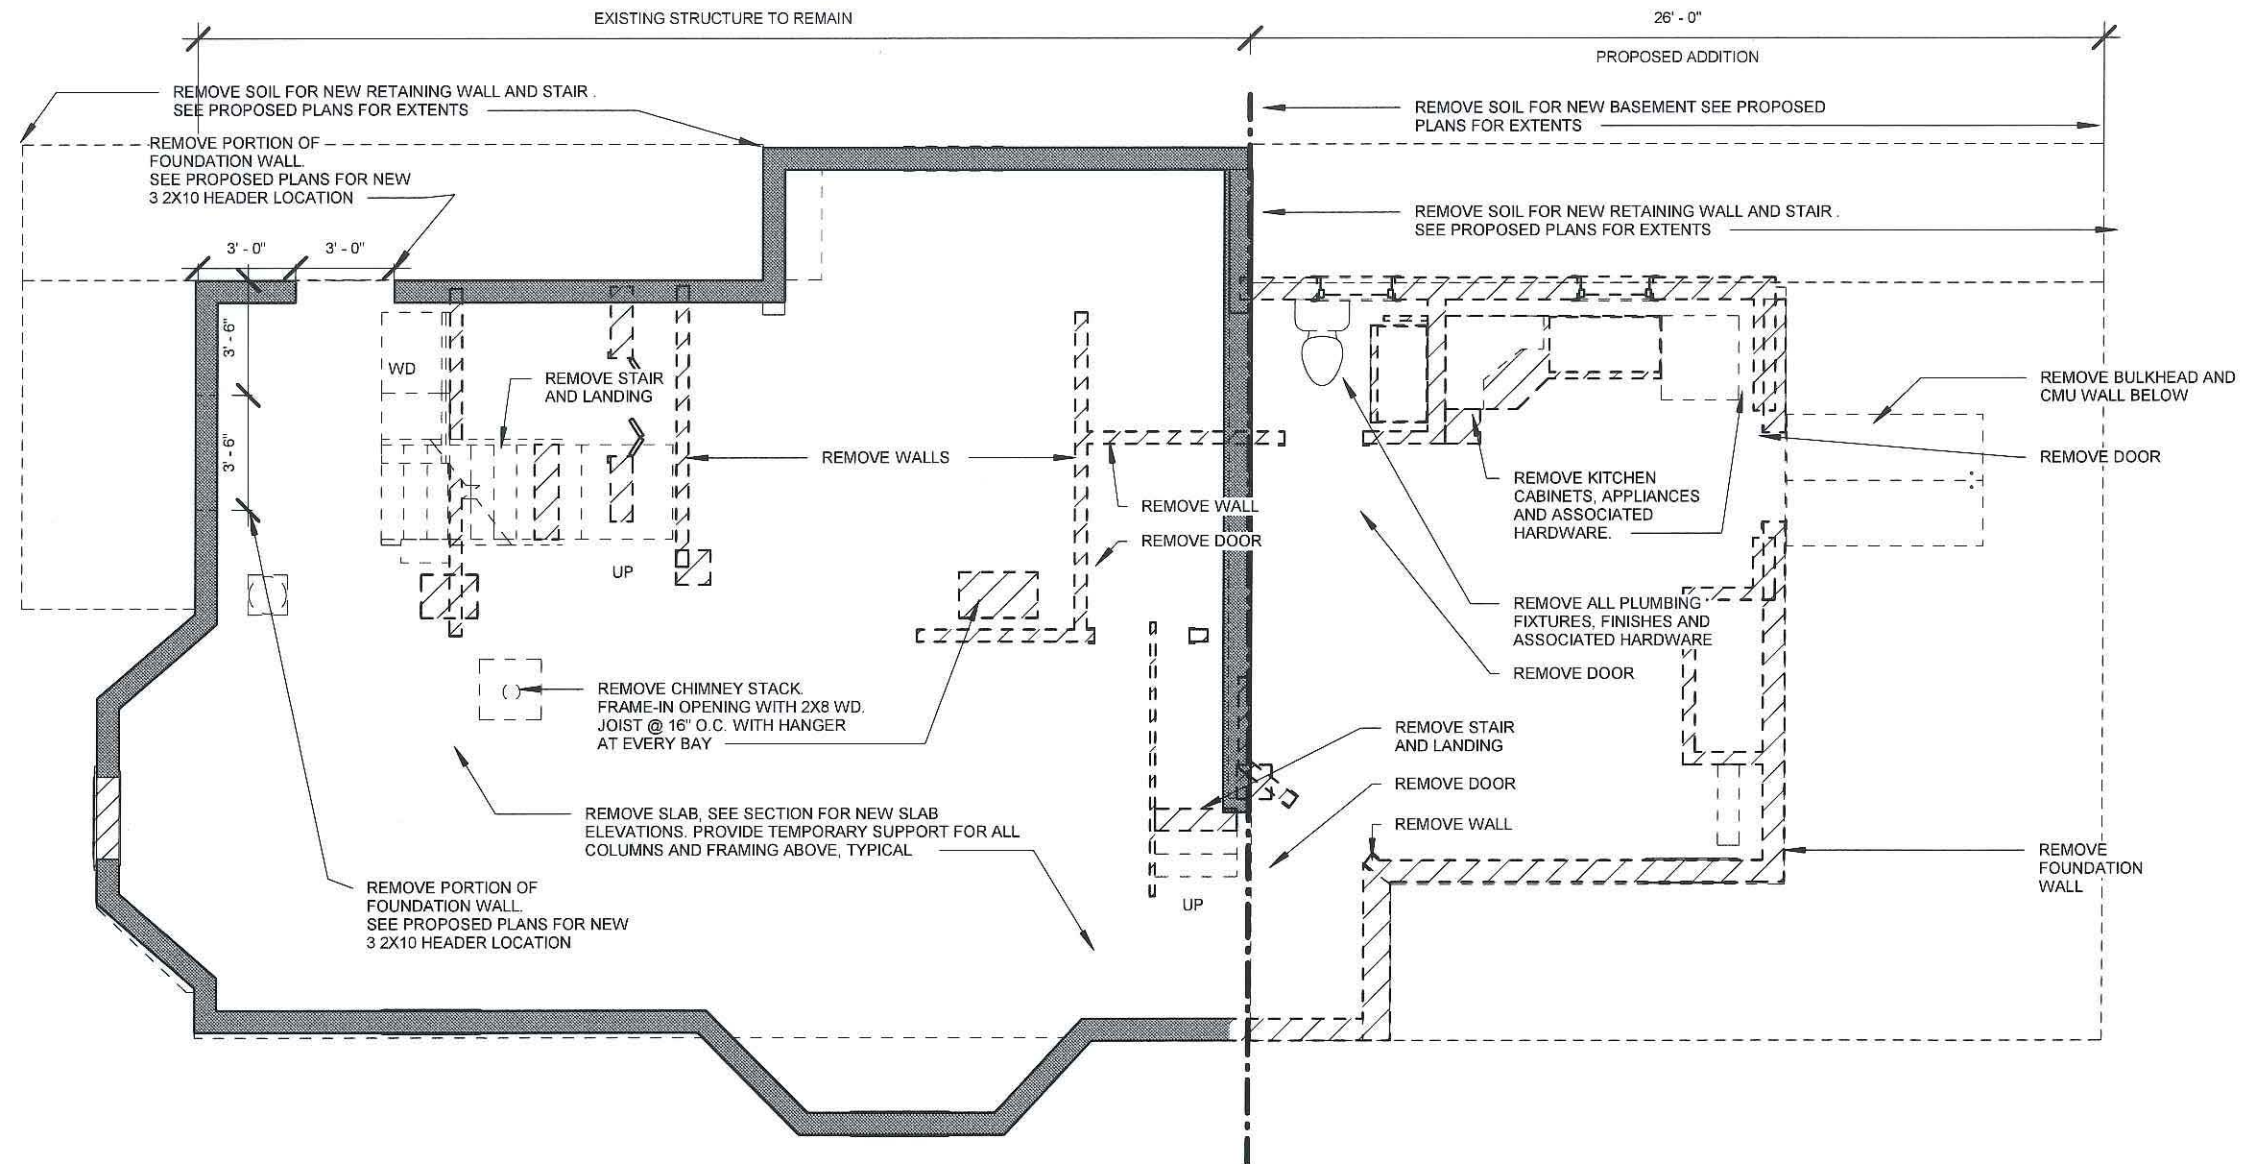 EXISTING STRUCTURE TO REMAIN
26' - 0"
PROPOSED ADDITION
REMOVE SOIL FOR NEW RETAINING WALL AND STAIR .
SEE PROPOSED PLANS FOR EXTENTS
REMOVE SOIL FOR NEW BASEMENT SEE PROPOSED
PLANS FOR EXTENTS
REMOVE PORTION OF
FOUNDATION WALL.
SEE PROPOSED PLANS FOR NEW
3 2X10 HEADER LOCATION
REMOVE SOIL FOR NEW RETAINING WALL AND STAIR .
SEE PROPOSED PLANS FOR EXTENTS
3' - 0"
3' - 0"
3' - 6"
3' - 6"
WD
REMOVE STAIR
AND LANDING
REMOVE BULKHEAD AND
CMU WALL BELOW
REMOVE WALLS
REMOVE DOOR
REMOVE KITCHEN
CABINETS, APPLIANCES
AND ASSOCIATED
HARDWARE.
REMOVE WALL
REMOVE DOOR
UP
REMOVE ALL PLUMBING
FIXTURES, FINISHES AND
ASSOCIATED HARDWARE
REMOVE DOOR
REMOVE CHIMNEY STACK.
FRAME-IN OPENING WITH 2X8 WD.
JOIST @ 16" O.C. WITH HANGER
AT EVERY BAY
REMOVE STAIR
AND LANDING
REMOVE DOOR
REMOVE SLAB, SEE SECTION FOR NEW SLAB
ELEVATIONS. PROVIDE TEMPORARY SUPPORT FOR ALL
COLUMNS AND FRAMING ABOVE, TYPICAL
REMOVE WALL
REMOVE
FOUNDATION
WALL
REMOVE PORTION OF
FOUNDATION WALL.
SEE PROPOSED PLANS FOR NEW
3 2X10 HEADER LOCATION
UP